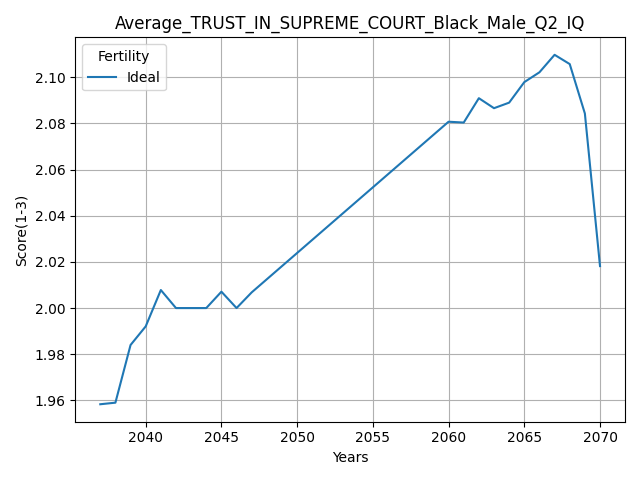 Average_TRUST_IN_SUPREME_COURT_Black_Male_Q2_IQ
Fertility
Ideal
Score(1-3)
2.10
2.08
2.06
2.04
2.02
2.00
1.98
1.96
2040 2045 2050 2055 2060 2065 2070
Years